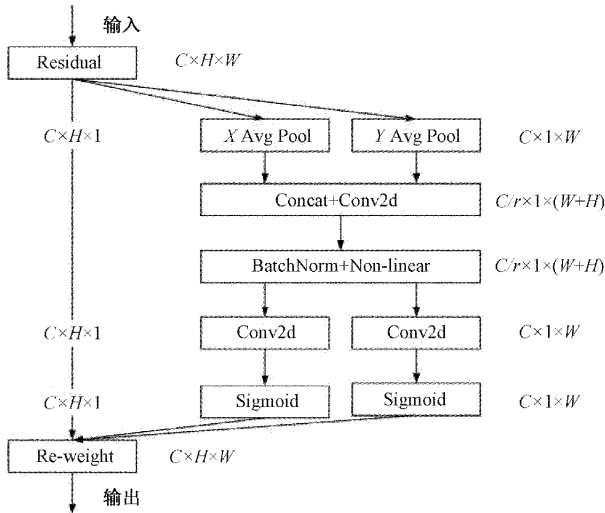 输入
Residual
C×H×W
C×H×1
X Avg Pool
Y Avg Pool
C×1×W
Concat+Conv2d
C/r×1×(W+H)
BatchNorm+Non-linear
C/r×1×(W+H)
C×H×1
Conv2d
Conv2d
C×1×W
C×H×1
Sigmoid
Sigmoid
C×1×W
Re-weight
C×H×W
输出